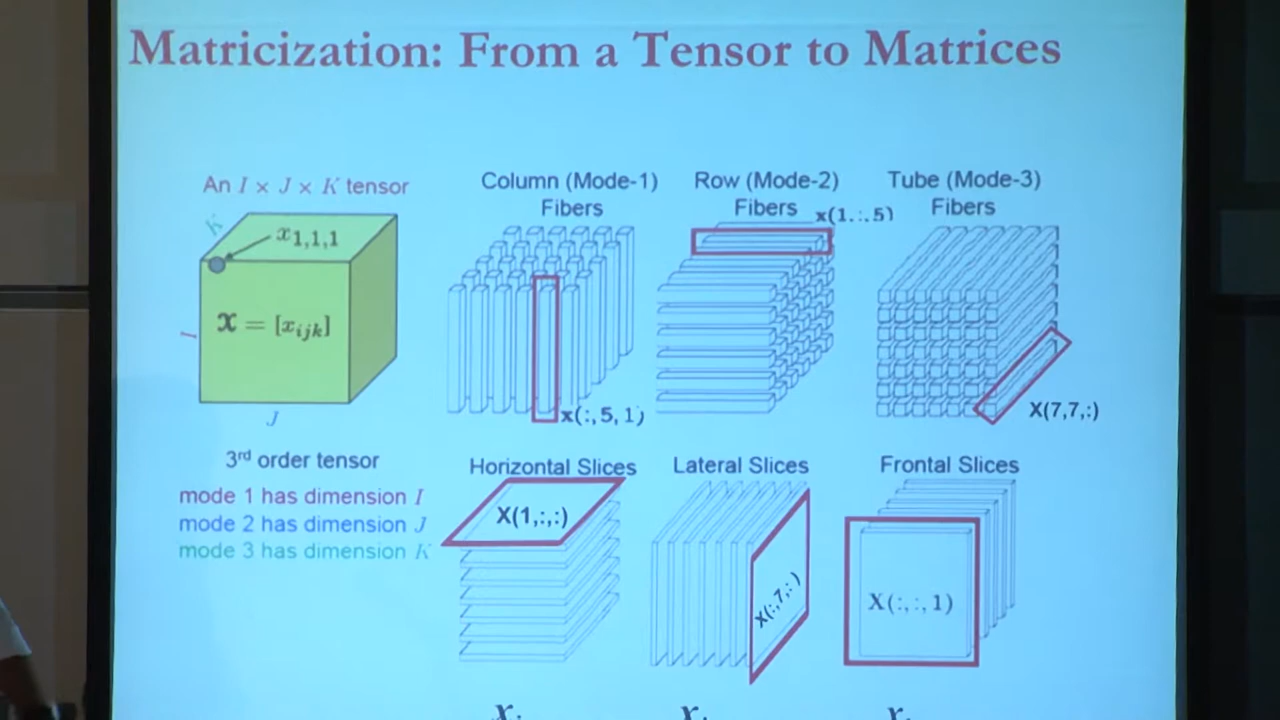 Matricization: From a Tensor to Matrices
An I × J × K tensor
K
x1,1,1
𝖃 = [xijk]
I
J
3rd order tensor
mode 1 has dimension I
mode 2 has dimension J
mode 3 has dimension K
Column (Mode-1)
Fibers
x(:,5,1)
Row (Mode-2)
Fibers
x(1,:,5)
Tube (Mode-3)
Fibers
X(7,7,:)
Horizontal Slices
X(1,:,:)
Lateral Slices
X(:,7,:)
Frontal Slices
X(:,:,1)